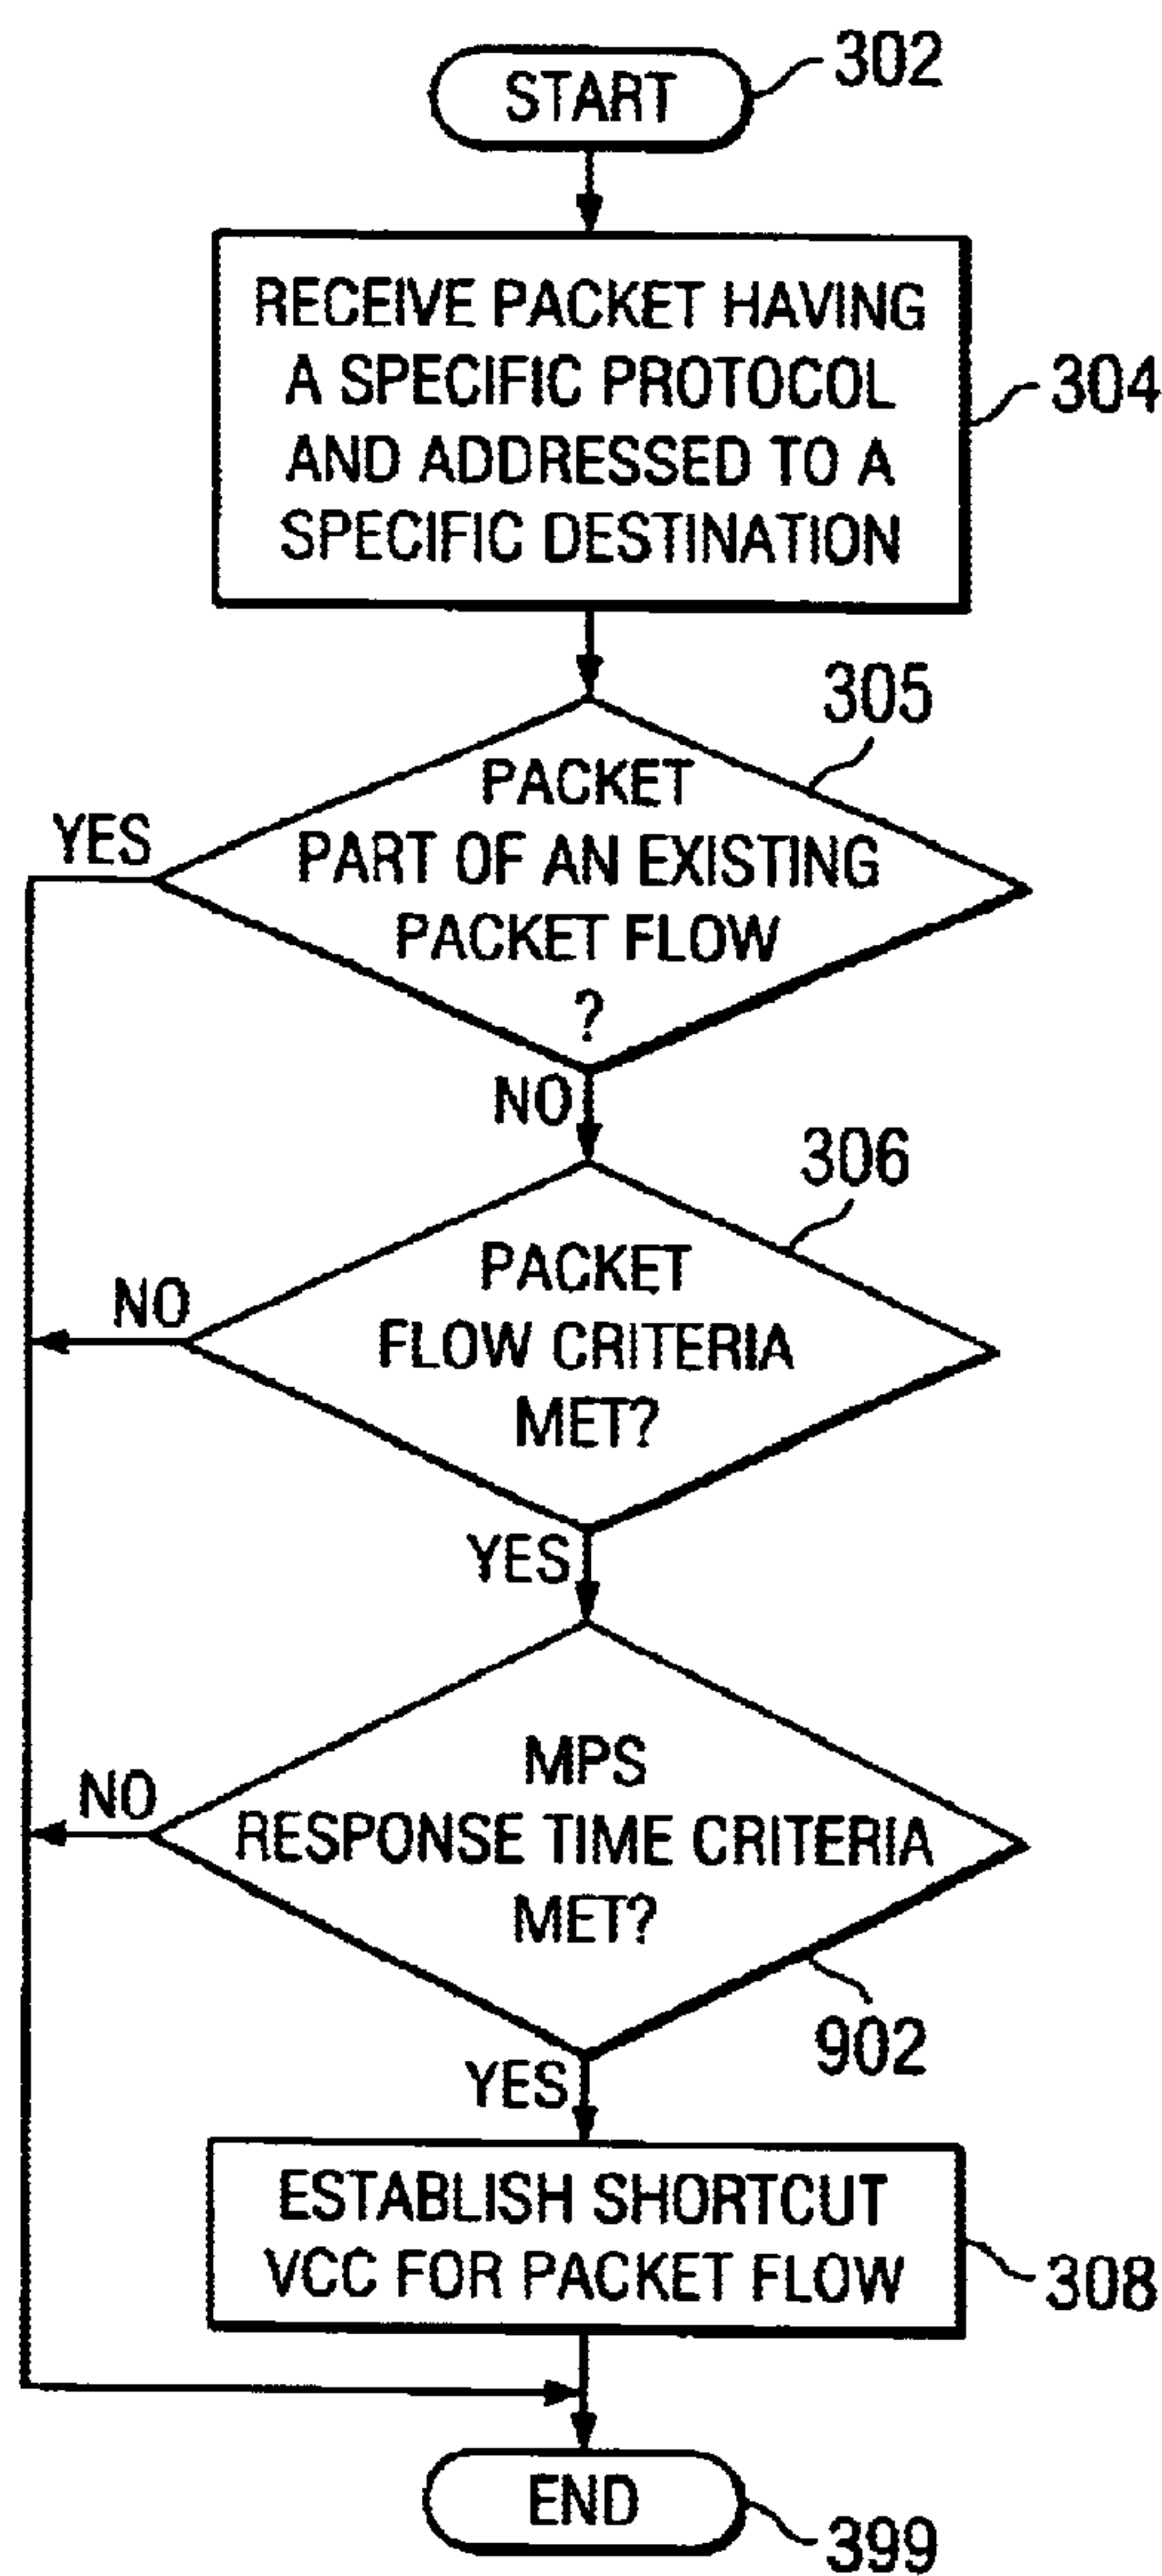 START
302
RECEIVE PACKET HAVING
A SPECIFIC PROTOCOL
AND ADDRESSED TO A
SPECIFIC DESTINATION
304
305
PACKET
PART OF AN EXISTING
PACKET FLOW
?
YES
NO
306
PACKET
FLOW CRITERIA
MET?
NO
YES
MPS
RESPONSE TIME CRITERIA
MET?
NO
902
YES
ESTABLISH SHORTCUT
VCC FOR PACKET FLOW
308
END
399